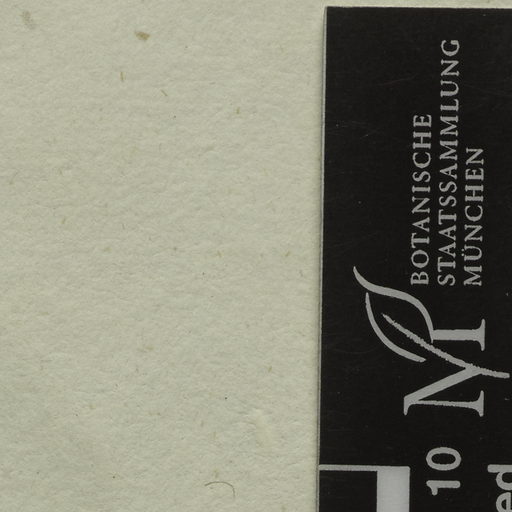 BOTANISCHE
STAATSSAMMLUNG
MÜNCHEN
M
10